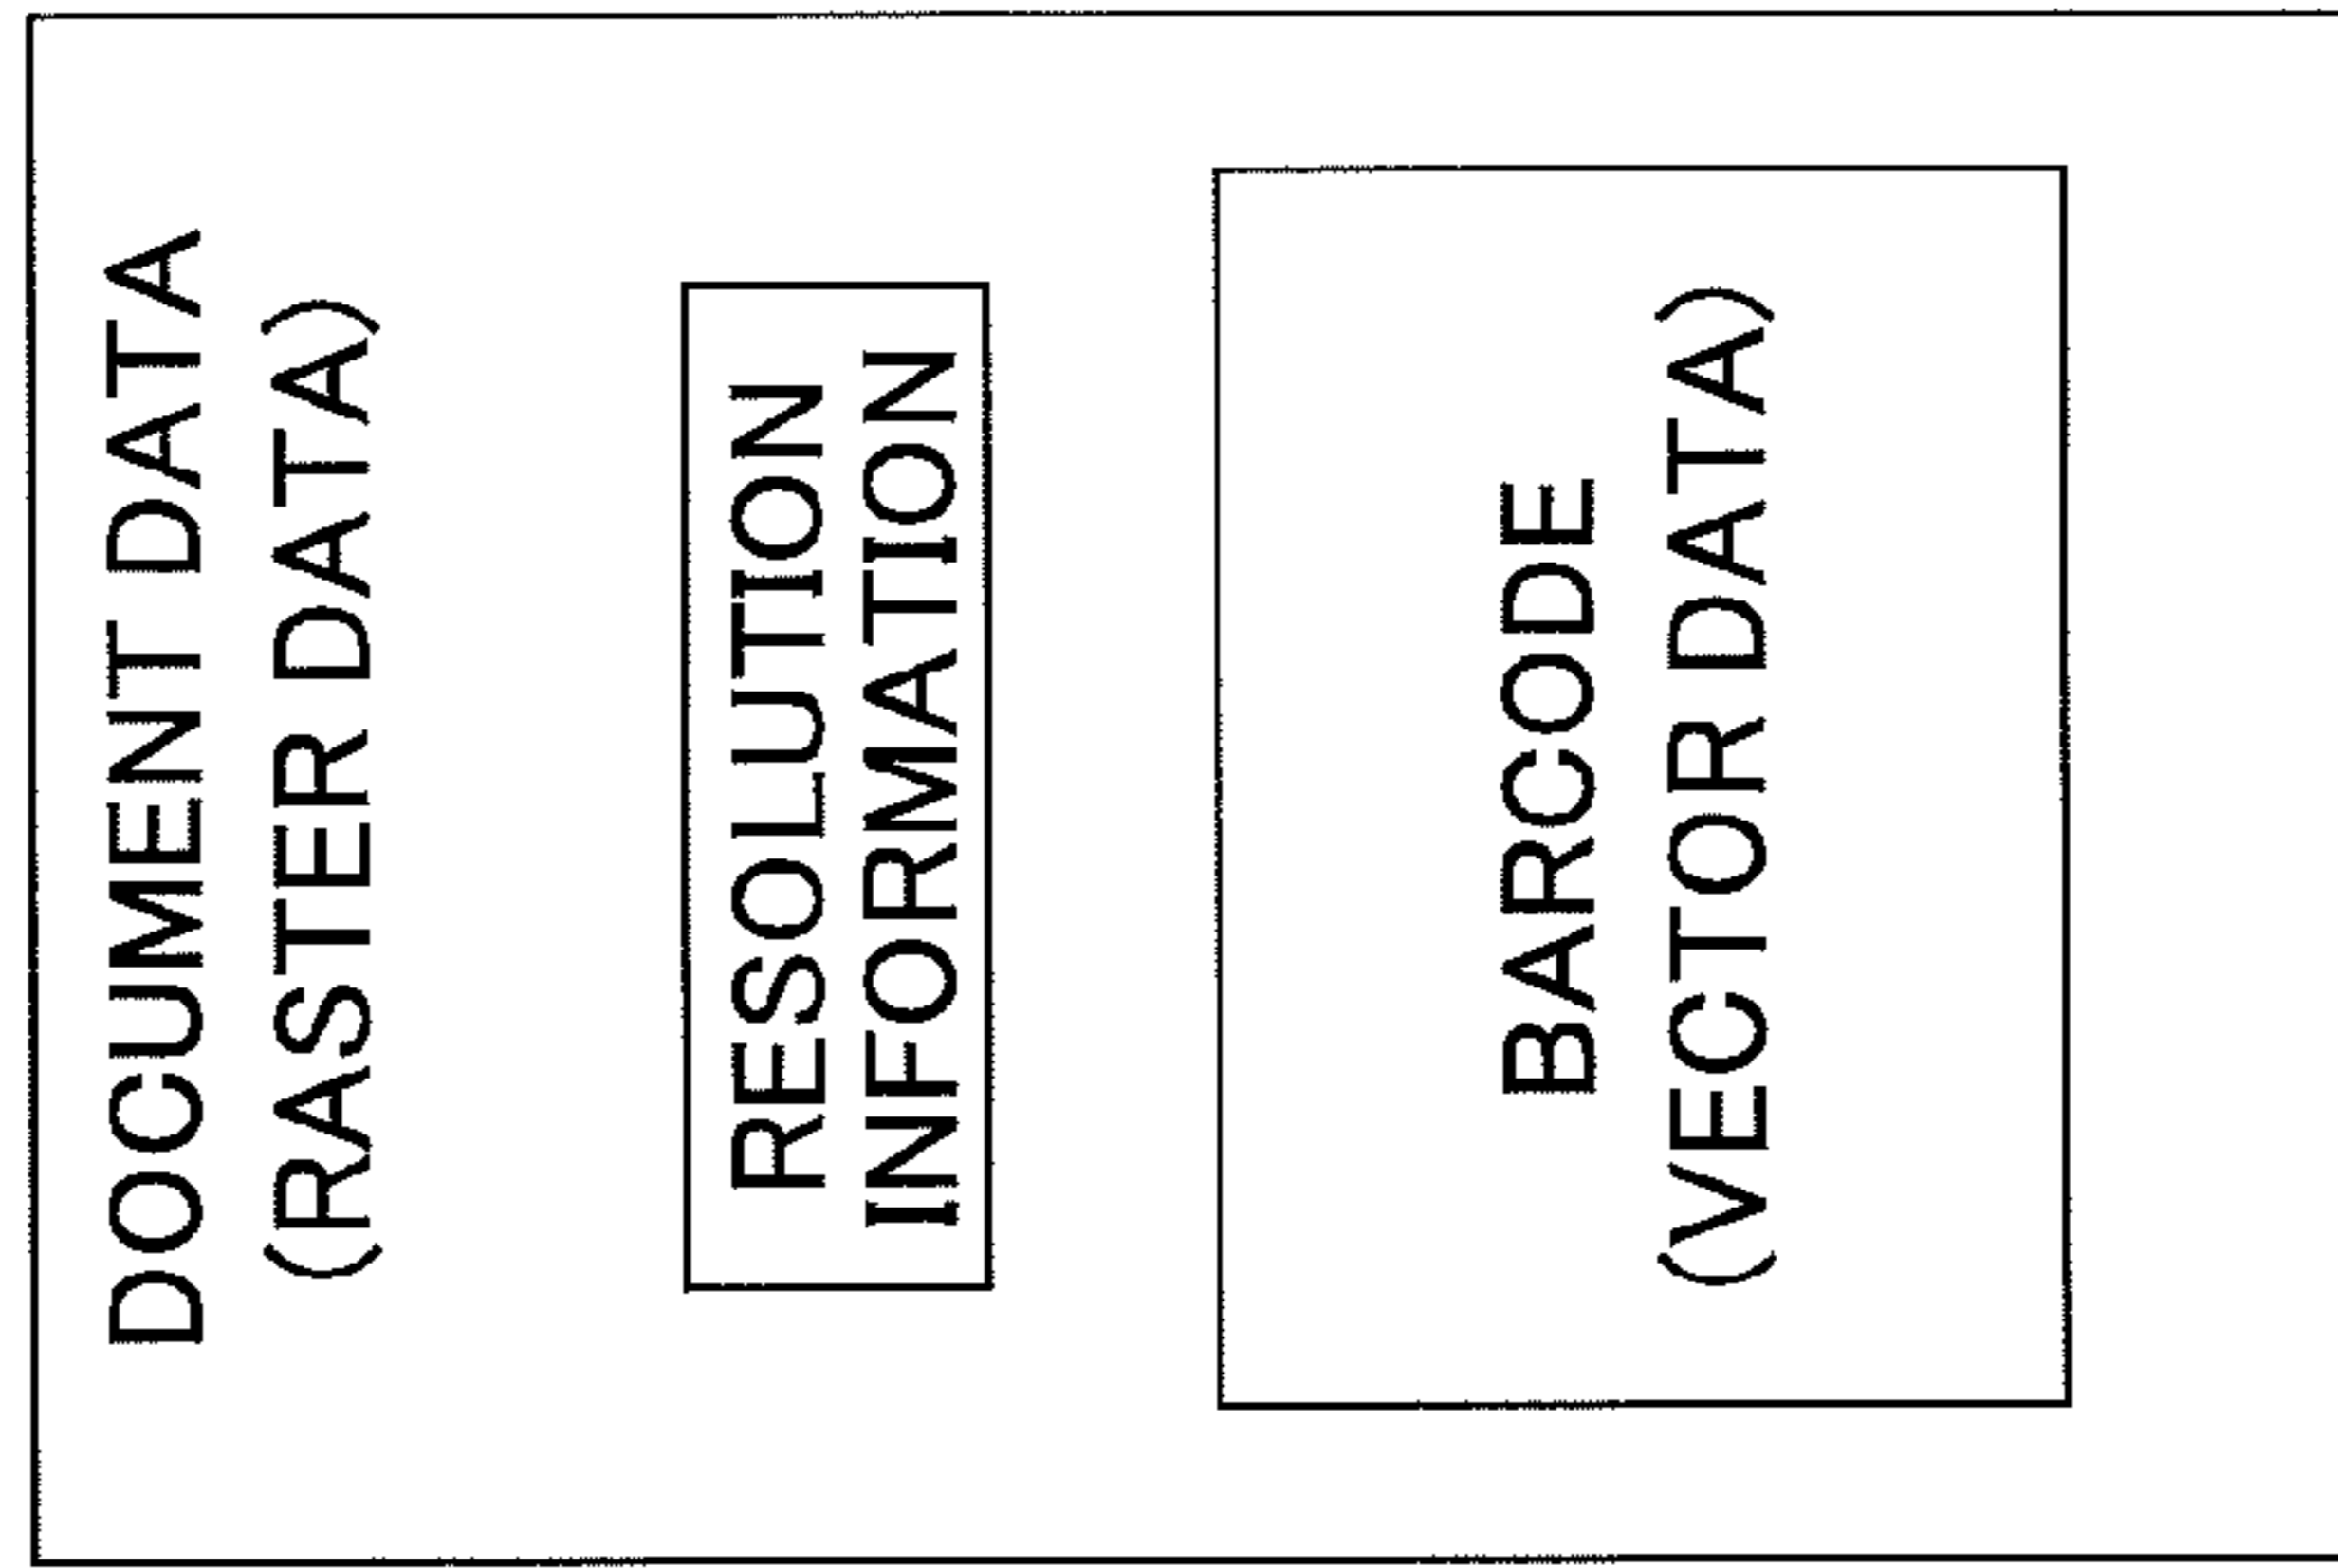 DOCUMENT DATA
(RASTER DATA)
RESOLUTION
INFORMATION
BARCODE
(VECTOR DATA)